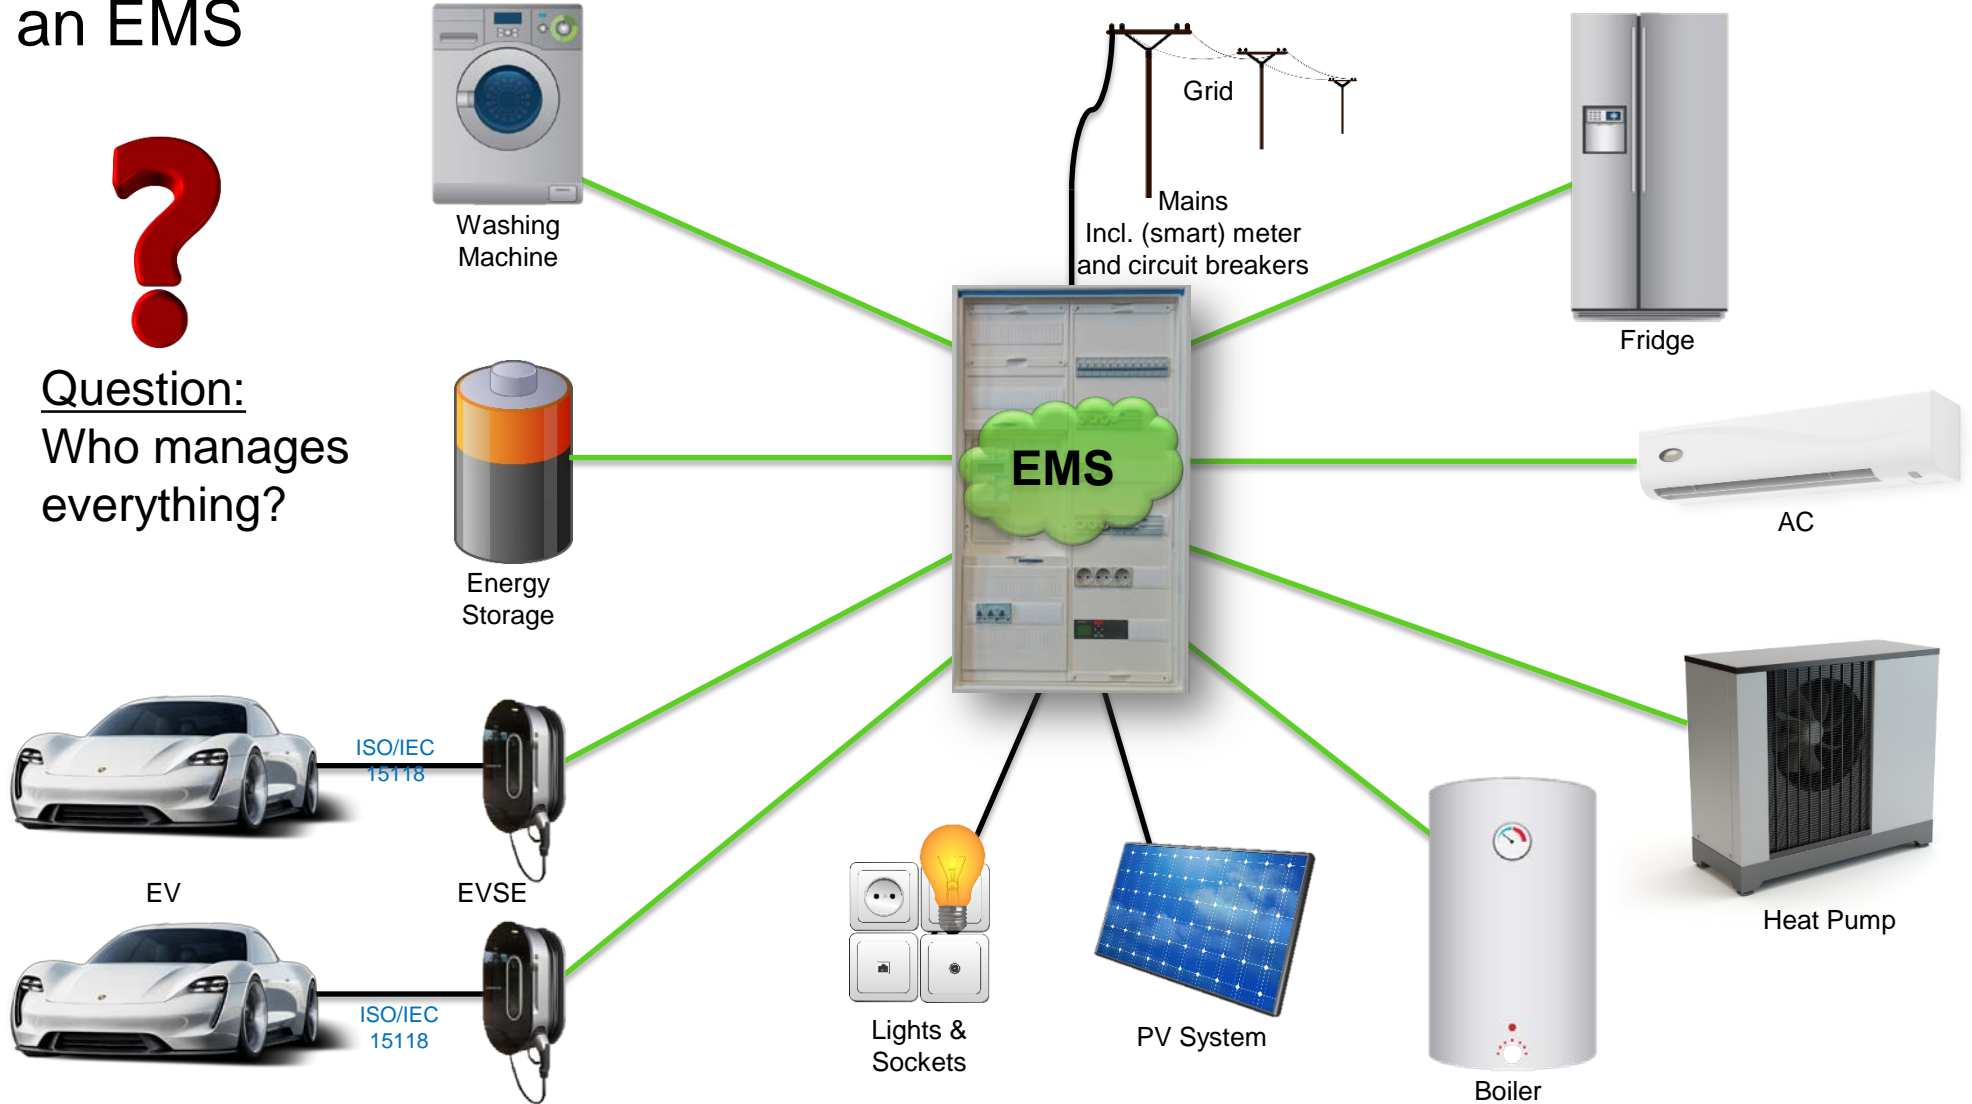 an EMS
Question:
Who manages
everything?
Washing
Machine
Grid
Mains
Incl. (smart) meter
and circuit breakers
Fridge
EMS
AC
Energy
Storage
ISO/IEC
15118
EV
EVSE
ISO/IEC
15118
Lights &
Sockets
PV System
Boiler
Heat Pump